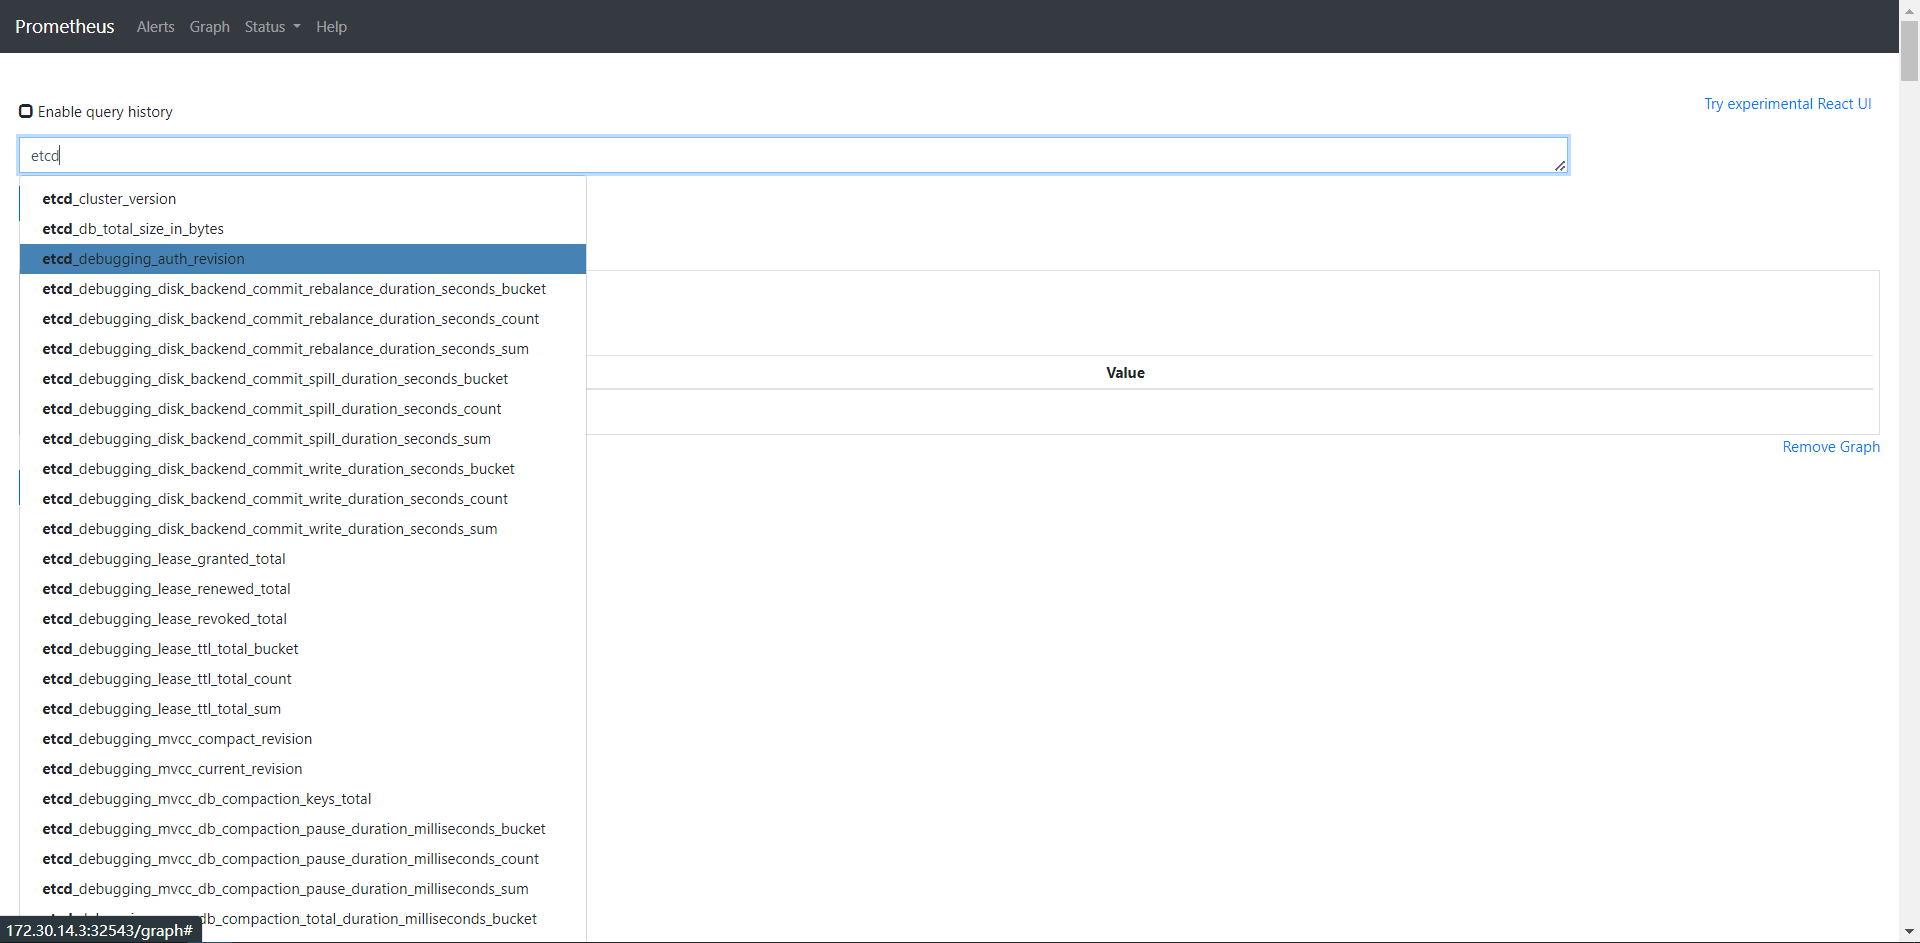 Prometheus Alerts Graph Status Help
Try experimental React UI
Enable query history
etcd
etcd_cluster_version
etcd_db_total_size_in_bytes
etcd_debugging_auth_revision
etcd_debugging_disk_backend_commit_rebalance_duration_seconds_bucket
etcd_debugging_disk_backend_commit_rebalance_duration_seconds_count
etcd_debugging_disk_backend_commit_rebalance_duration_seconds_sum
Value
etcd_debugging_disk_backend_commit_spill_duration_seconds_bucket
etcd_debugging_disk_backend_commit_spill_duration_seconds_count
etcd_debugging_disk_backend_commit_spill_duration_seconds_sum
Remove Graph
etcd_debugging_disk_backend_commit_write_duration_seconds_bucket
etcd_debugging_disk_backend_commit_write_duration_seconds_count
etcd_debugging_disk_backend_commit_write_duration_seconds_sum
etcd_debugging_lease_granted_total
etcd_debugging_lease_renewed_total
etcd_debugging_lease_revoked_total
etcd_debugging_lease_ttl_total_bucket
etcd_debugging_lease_ttl_total_count
etcd_debugging_lease_ttl_total_sum
etcd_debugging_mvcc_compact_revision
etcd_debugging_mvcc_current_revision
etcd_debugging_mvcc_db_compaction_keys_total
etcd_debugging_mvcc_db_compaction_pause_duration_milliseconds_bucket
etcd_debugging_mvcc_db_compaction_pause_duration_milliseconds_count
etcd_debugging_mvcc_db_compaction_pause_duration_milliseconds_sum
db_compaction_total_duration_milliseconds_bucket
172.30.14.3:32543/graph#